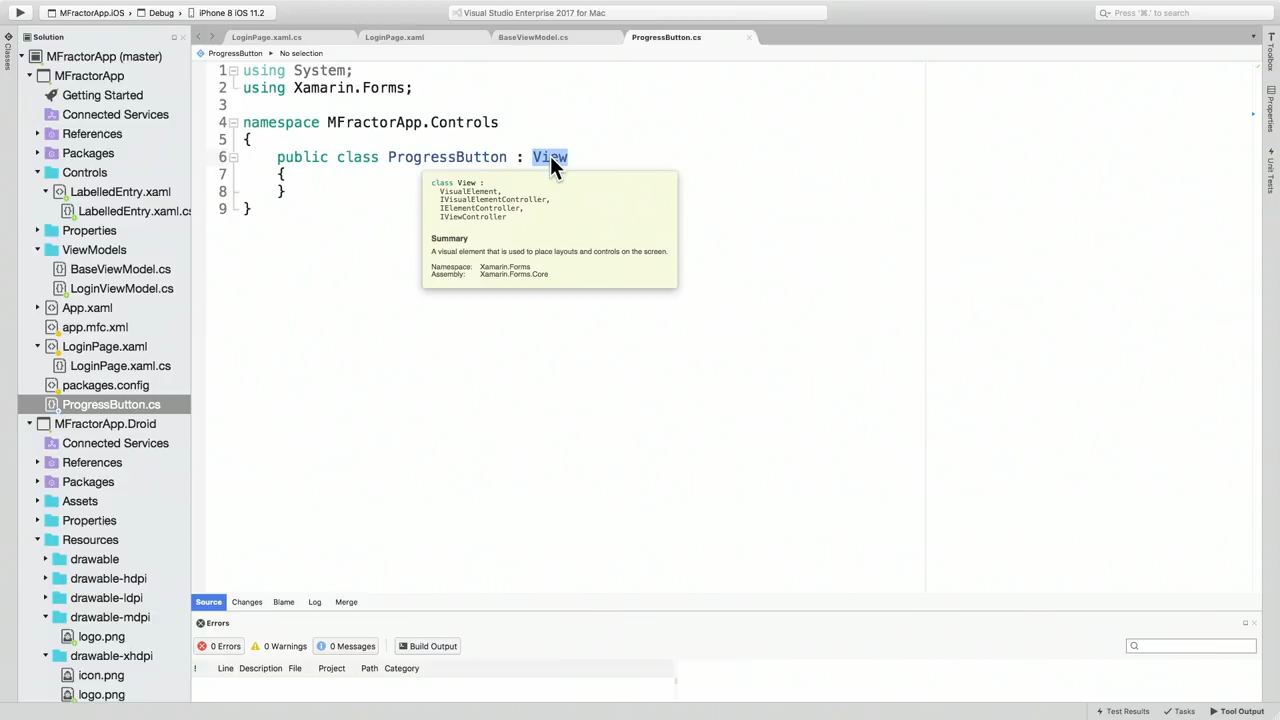 MFractorApp.iOS
Debug
iPhone 8 iOS 11.2
Visual Studio Enterprise 2017 for Mac
Press '⌘.' to search
Classes
Solution
MFractorApp (master)
MFractorApp
Getting Started
Connected Services
References
Packages
Controls
LabelledEntry.xaml
LabelledEntry.xaml.cs
Properties
ViewModels
BaseViewModel.cs
LoginViewModel.cs
App.xaml
app.mfc.xml
LoginPage.xaml
LoginPage.xaml.cs
packages.config
ProgressButton.cs
MFractorApp.Droid
Connected Services
References
Packages
Assets
Properties
Resources
drawable
drawable-hdpi
drawable-ldpi
drawable-mdpi
logo.png
drawable-xhdpi
icon.png
logo.png
LoginPage.xaml.cs
LoginPage.xaml
BaseViewModel.cs
ProgressButton.cs
ProgressButton
No selection
1 using System;
2 using Xamarin.Forms;
3
4 namespace MFractorApp.Controls
5 {
6 public class ProgressButton : View
7 {
8 }
9 }
class View :
VisualElement,
IVisualElementController,
IElementController,
IViewController
Summary
A visual element that is used to place layouts and controls on the screen.
Namespace: Xamarin.Forms
Assembly: Xamarin.Forms.Core
Toolbox
Properties
Unit Tests
Source Changes Blame Log Merge
Errors
0 Errors 0 Warnings 0 Messages Build Output
! Line Description File Project Path Category
Test Results Tasks Tool Output